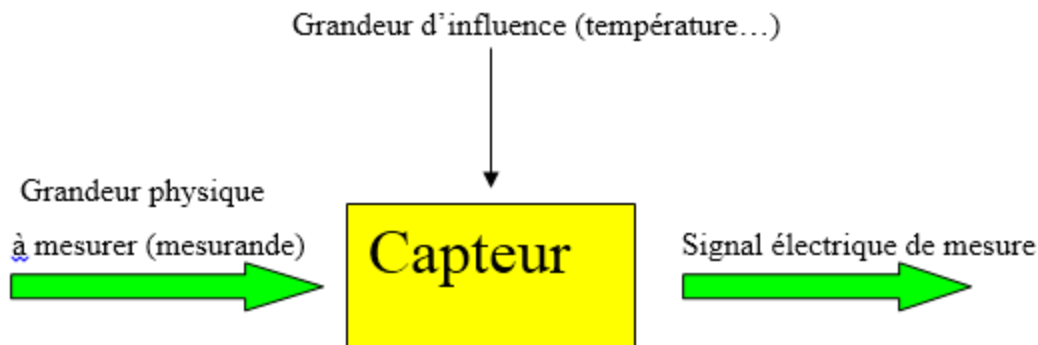 Grandeur d'influence (température…)
Grandeur physique
à mesurer (mesurande)
Capteur
Signal électrique de mesure